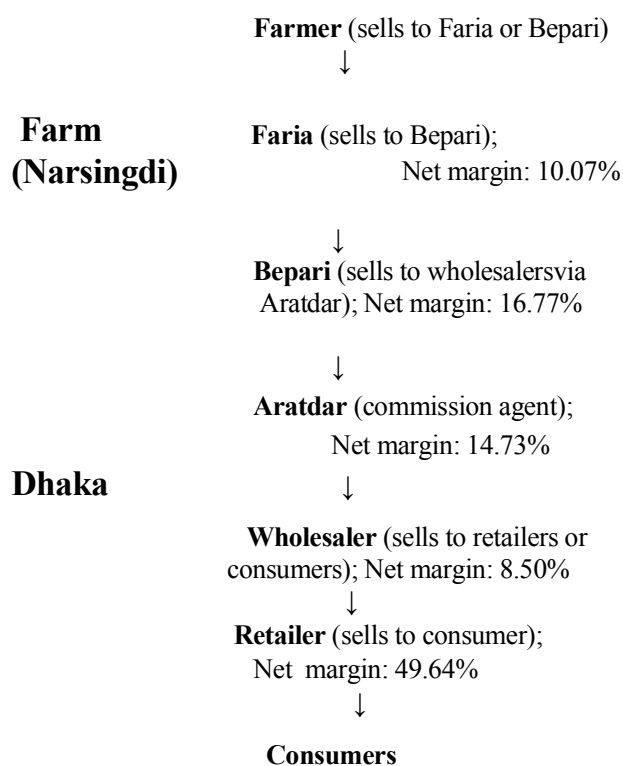 Farmer (sells to Faria or Bepari)
↓
Farm
(Narsingdi)
Faria (sells to Bepari);
Net margin: 10.07%
↓
Bepari (sells to wholesalersvia
Aratdar); Net margin: 16.77%
↓
Aratdar (commission agent);
Net margin: 14.73%
Dhaka
↓
Wholesaler (sells to retailers or
consumers); Net margin: 8.50%
↓
Retailer (sells to consumer);
Net margin: 49.64%
↓
Consumers